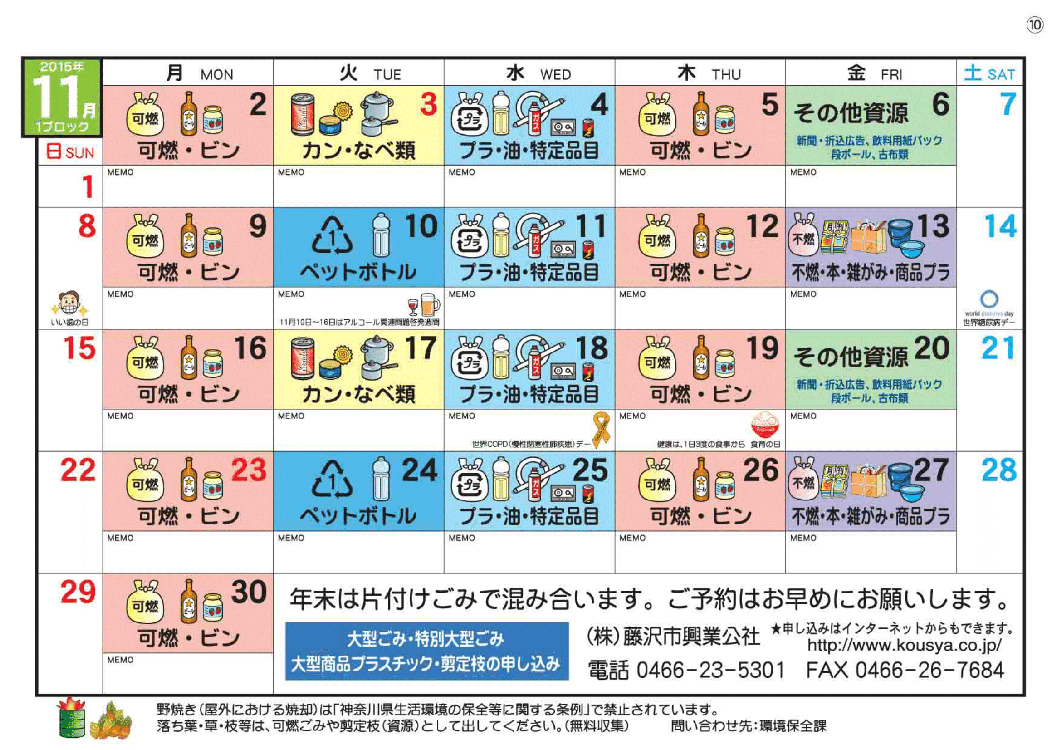 ⑩
2015年
11月
1ブロック
月 MON
火 TUE
水 WED
木 THU
金 FRI
土 SAT
日 SUN
1
可燃
2
可燃・ビン
MEMO
3
カン・なべ類
MEMO
プラ
ガス
4
プラ・油・特定品目
MEMO
可燃
5
可燃・ビン
MEMO
その他資源 6
新聞・折込広告、飲料用紙パック
段ボール、古布類
MEMO
7
8
いい歯の日
可燃
9
可燃・ビン
MEMO
1
10
ペットボトル
MEMO
11月10日～16日はアルコール関連問題啓発週間
プラ
ガス
11
プラ・油・特定品目
MEMO
可燃
12
可燃・ビン
MEMO
不燃
13
不燃・本・雑がみ・商品プラ
MEMO
14
world diabetes day
世界糖尿病デー
15
可燃
16
可燃・ビン
MEMO
17
カン・なべ類
MEMO
プラ
ガス
18
プラ・油・特定品目
MEMO
世界COPD(慢性閉塞性肺疾患)デー
可燃
19
可燃・ビン
MEMO
健康は、1日3度の食事から 食育の日
その他資源 20
新聞・折込広告、飲料用紙パック
段ボール、古布類
MEMO
21
22
可燃
23
可燃・ビン
MEMO
1
24
ペットボトル
MEMO
プラ
ガス
25
プラ・油・特定品目
MEMO
可燃
26
可燃・ビン
MEMO
不燃
27
不燃・本・雑がみ・商品プラ
MEMO
28
29
可燃
30
可燃・ビン
MEMO
年末は片付けごみで混み合います。ご予約はお早めにお願いします。
大型ごみ・特別大型ごみ
大型商品プラスチック・剪定枝の申し込み
(株)藤沢市興業公社
★申し込みはインターネットからもできます。
http://www.kousya.co.jp/
電話 0466-23-5301 FAX 0466-26-7684
野焼き(屋外における焼却)は「神奈川県生活環境の保全等に関する条例」で禁止されています。
落ち葉・草・枝等は、可燃ごみや剪定枝(資源)として出してください。(無料収集) 問い合わせ先：環境保全課